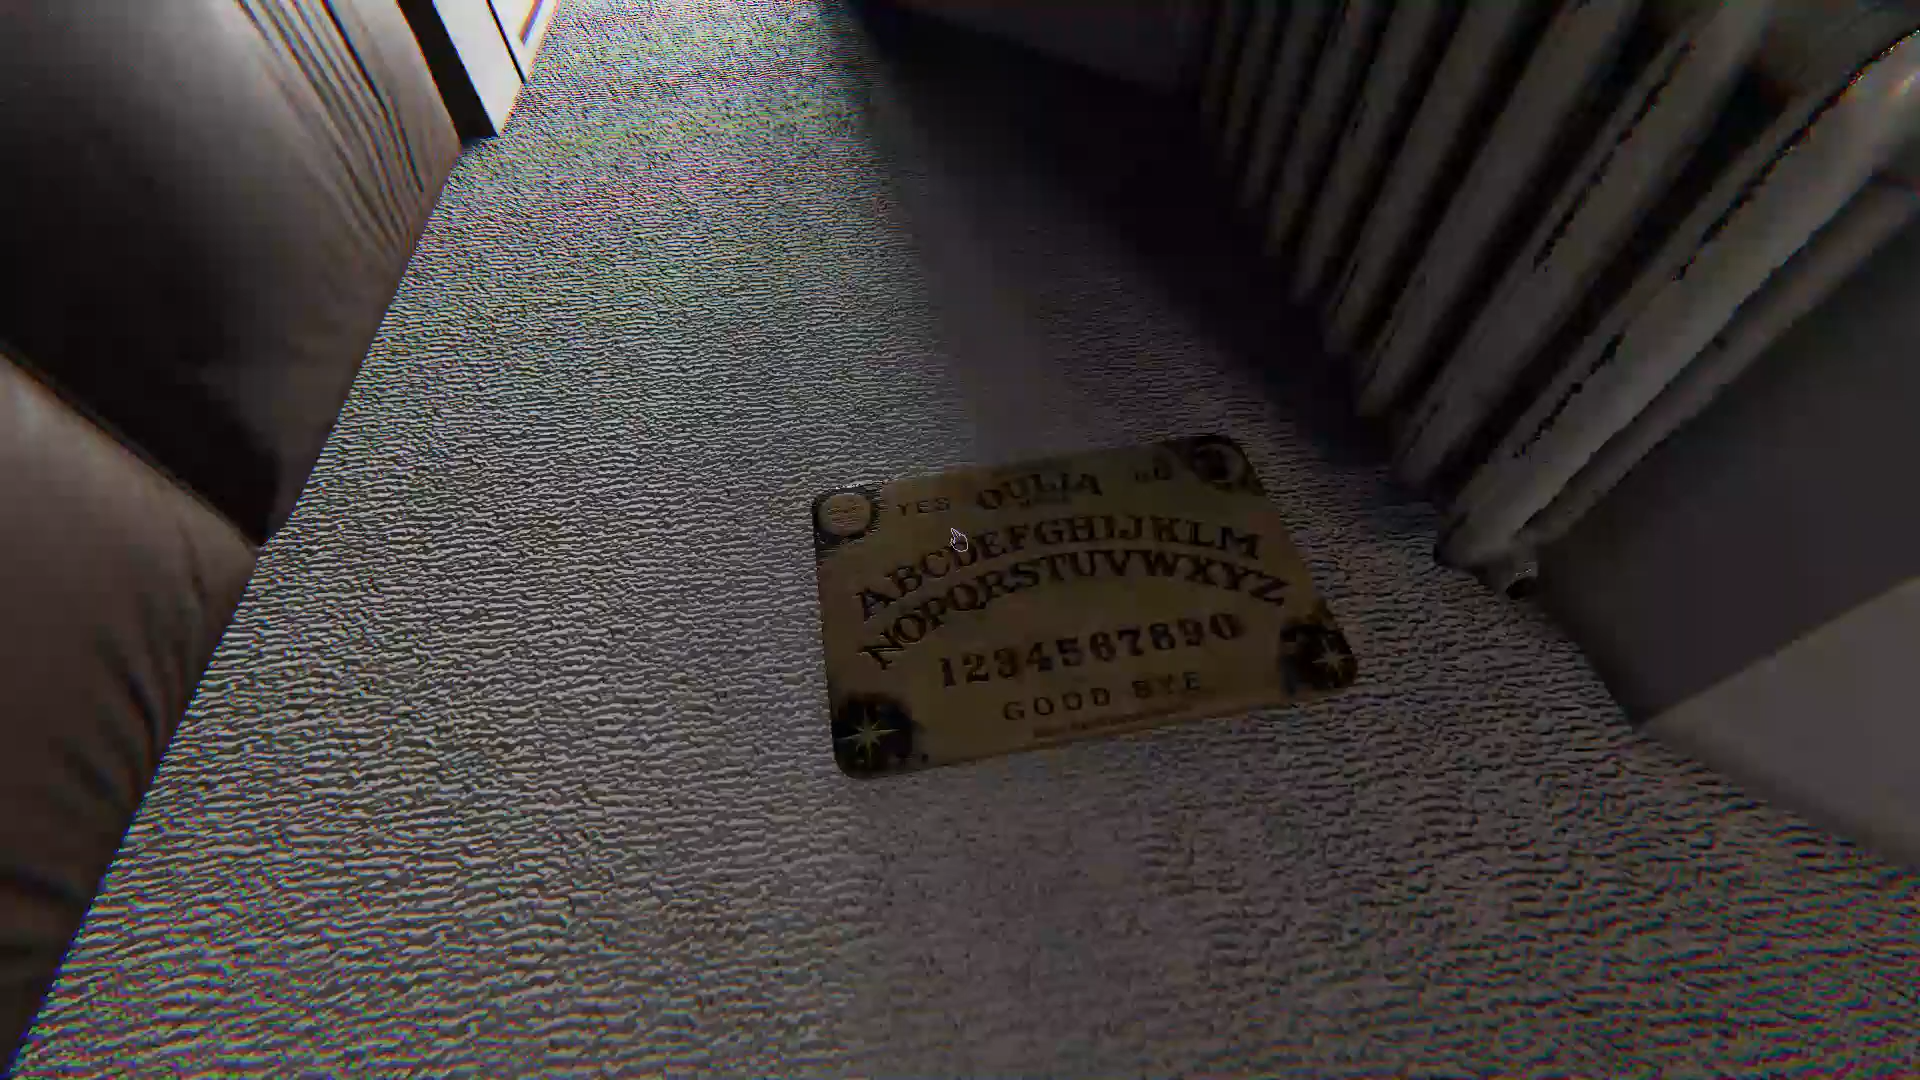 YES OUIJA NO
ABCDEFGHIJKLM
NOPQRSTUVWXYZ
1234567890
GOOD BYE